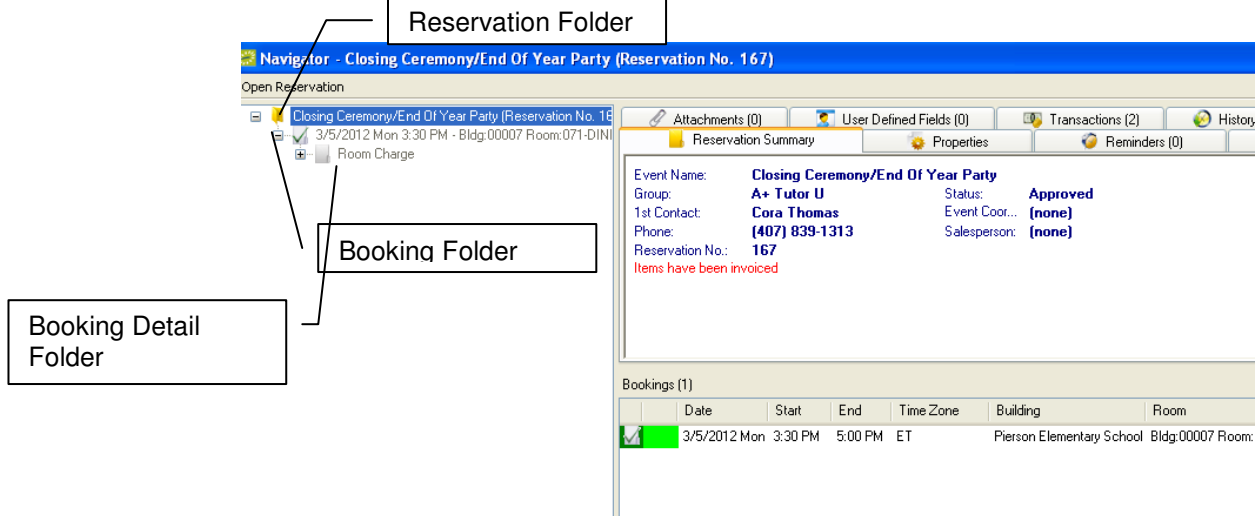 Reservation Folder
Navigator - Closing Ceremony/End Of Year Party (Reservation No. 167)
Open Reservation
Closing Ceremony/End Of Year Party (Reservation No. 16
3/5/2012 Mon 3:30 PM - Bldg:00007 Room:071-DINI
Room Charge
Booking Folder
Booking Detail
Folder
Attachments (0) User Defined Fields (0) Transactions (2) History
Reservation Summary Properties Reminders (0)
Event Name: Closing Ceremony/End Of Year Party
Group: A+ Tutor U Status: Approved
1st Contact: Cora Thomas Event Coor... (none)
Phone: (407) 839-1313 Salesperson: (none)
Reservation No.: 167
Items have been invoiced
Bookings (1)
Date Start End Time Zone Building Room
3/5/2012 Mon 3:30 PM 5:00 PM ET Pierson Elementary School Bldg:00007 Room: